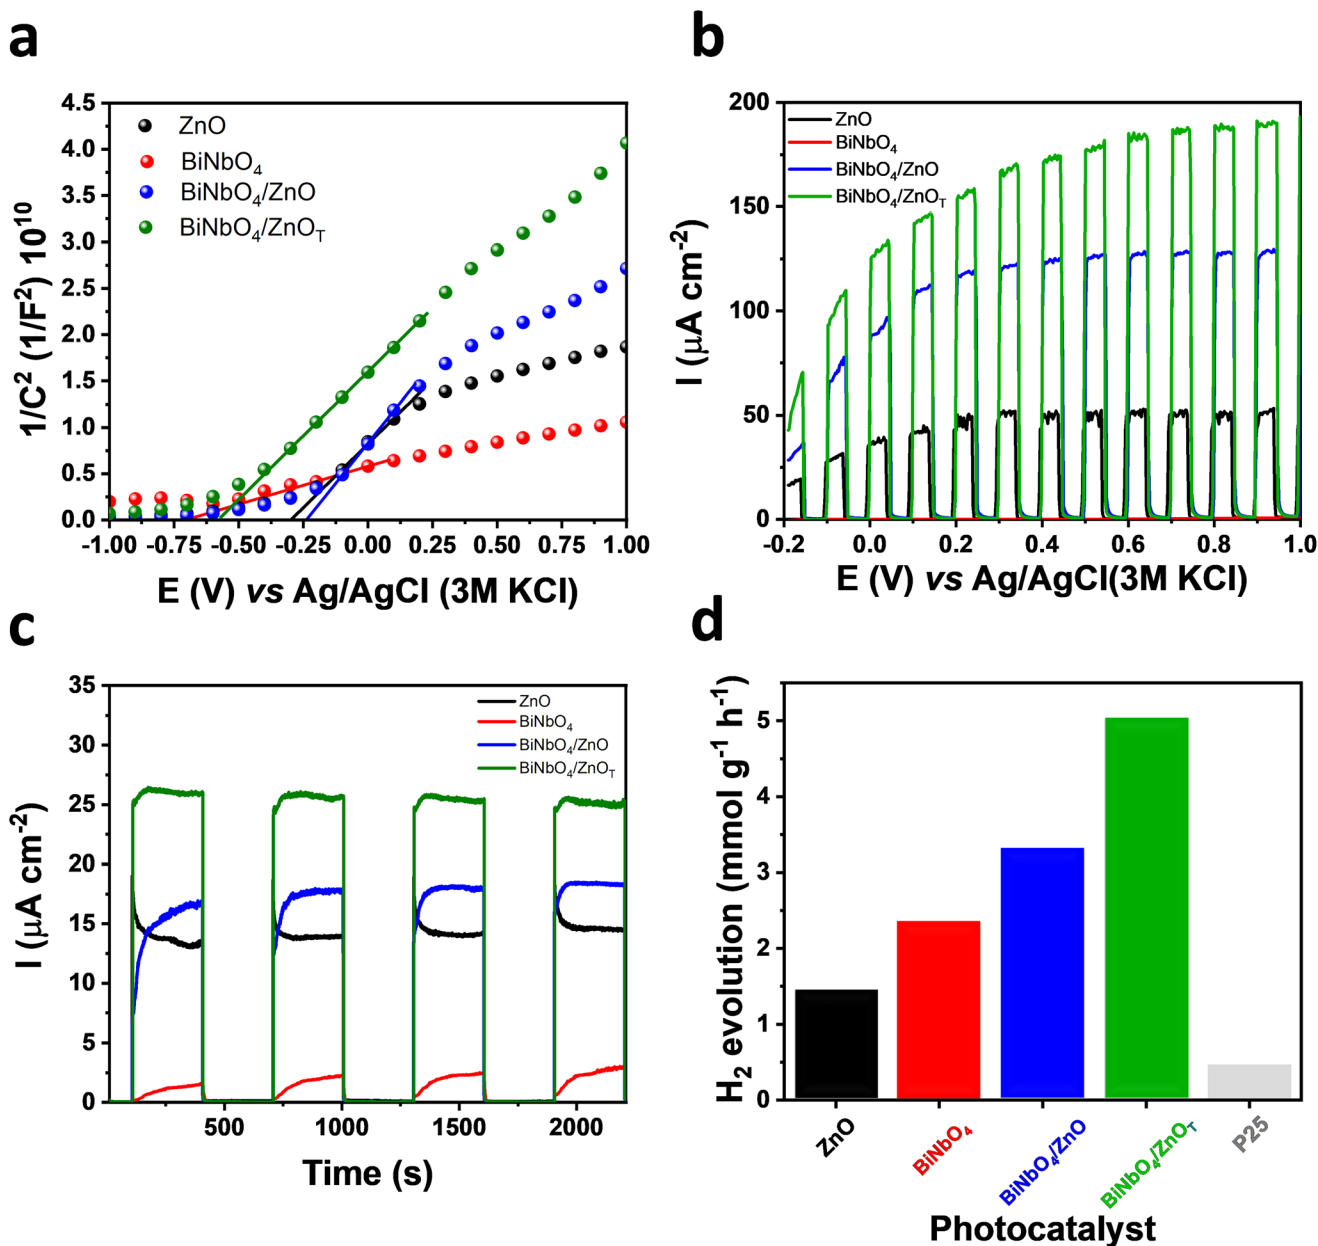 a
4.5
4.0
3.5
3.0
2.5
2.0
1.5
1.0
0.5
0.0
1/C² (1/F²) 10¹⁰
ZnO
BiNbO₄
BiNbO₄/ZnO
BiNbO₄/ZnO_T
-1.00 -0.75 -0.50 -0.25 0.00 0.25 0.50 0.75 1.00
E (V) vs Ag/AgCl (3M KCl)
b
200
150
100
50
0
I (μA cm⁻²)
ZnO
BiNbO₄
BiNbO₄/ZnO
BiNbO₄/ZnO_T
-0.2 0.0 0.2 0.4 0.6 0.8 1.0
E (V) vs Ag/AgCl(3M KCl)
c
35
30
25
20
15
10
5
0
I (μA cm⁻²)
ZnO
BiNbO₄
BiNbO₄/ZnO
BiNbO₄/ZnO_T
500 1000 1500 2000
Time (s)
d
5
4
3
2
1
0
H₂ evolution (mmol g⁻¹ h⁻¹)
ZnO
BiNbO₄
BiNbO₄/ZnO
BiNbO₄/ZnO_T
P25
Photocatalyst